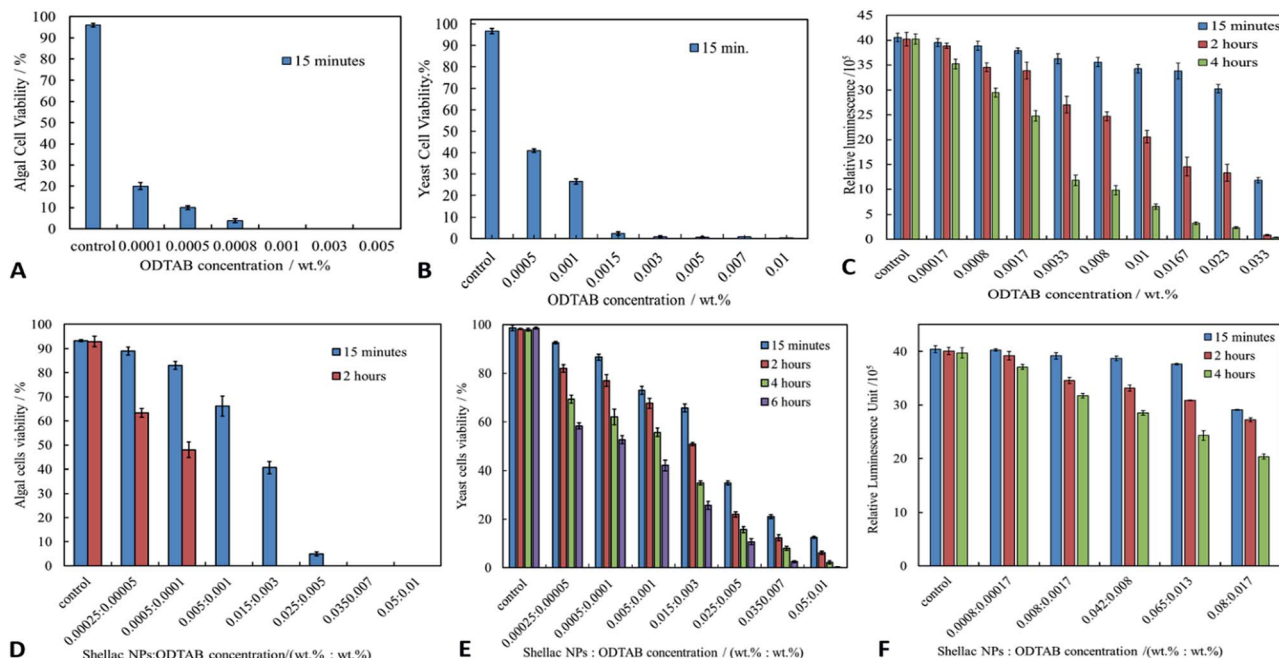 100
90
80
70
60
50
40
30
20
10
0
Algal Cell Viability / %
15 minutes
control 0.0001 0.0005 0.0008 0.001 0.003 0.005
ODTAB concentration / wt.%
A
100
90
80
70
60
50
40
30
20
10
0
Yeast Cell Viability.%
15 min.
control 0.0005 0.001 0.0015 0.003 0.005 0.007 0.01
ODTAB concentration / wt.%
B
45
40
35
30
25
20
15
10
5
0
Relative luminescence /10⁵
15 minutes
2 hours
4 hours
control 0.00017 0.0008 0.0017 0.0033 0.008 0.01 0.0167 0.023 0.033
ODTAB concentration / wt.%
C
100
90
80
70
60
50
40
30
20
10
0
Algal cells viability / %
15 minutes
2 hours
control 0.00025:0.00005 0.0005:0.0001 0.005:0.001 0.015:0.003 0.025:0.005 0.035:0.007 0.05:0.01
Shellac NPs:ODTAB concentration/(wt.% : wt.%)
D
100
80
60
40
20
0
Yeast cells viability / %
15 minutes
2 hours
4 hours
6 hours
control 0.00025:0.00005 0.0005:0.0001 0.005:0.001 0.015:0.003 0.025:0.005 0.035:0.007 0.05:0.01
Shellac NPs : ODTAB concentration / (wt.% : wt.%)
E
40
30
20
10
0
Relative Luminescence Unit /10⁵
15 minutes
2 hours
4 hours
control 0.0008:0.00017 0.008:0.0017 0.042:0.008 0.065:0.013 0.08:0.017
Shellac NPs : ODTAB concentration / (wt.% : wt.%)
F